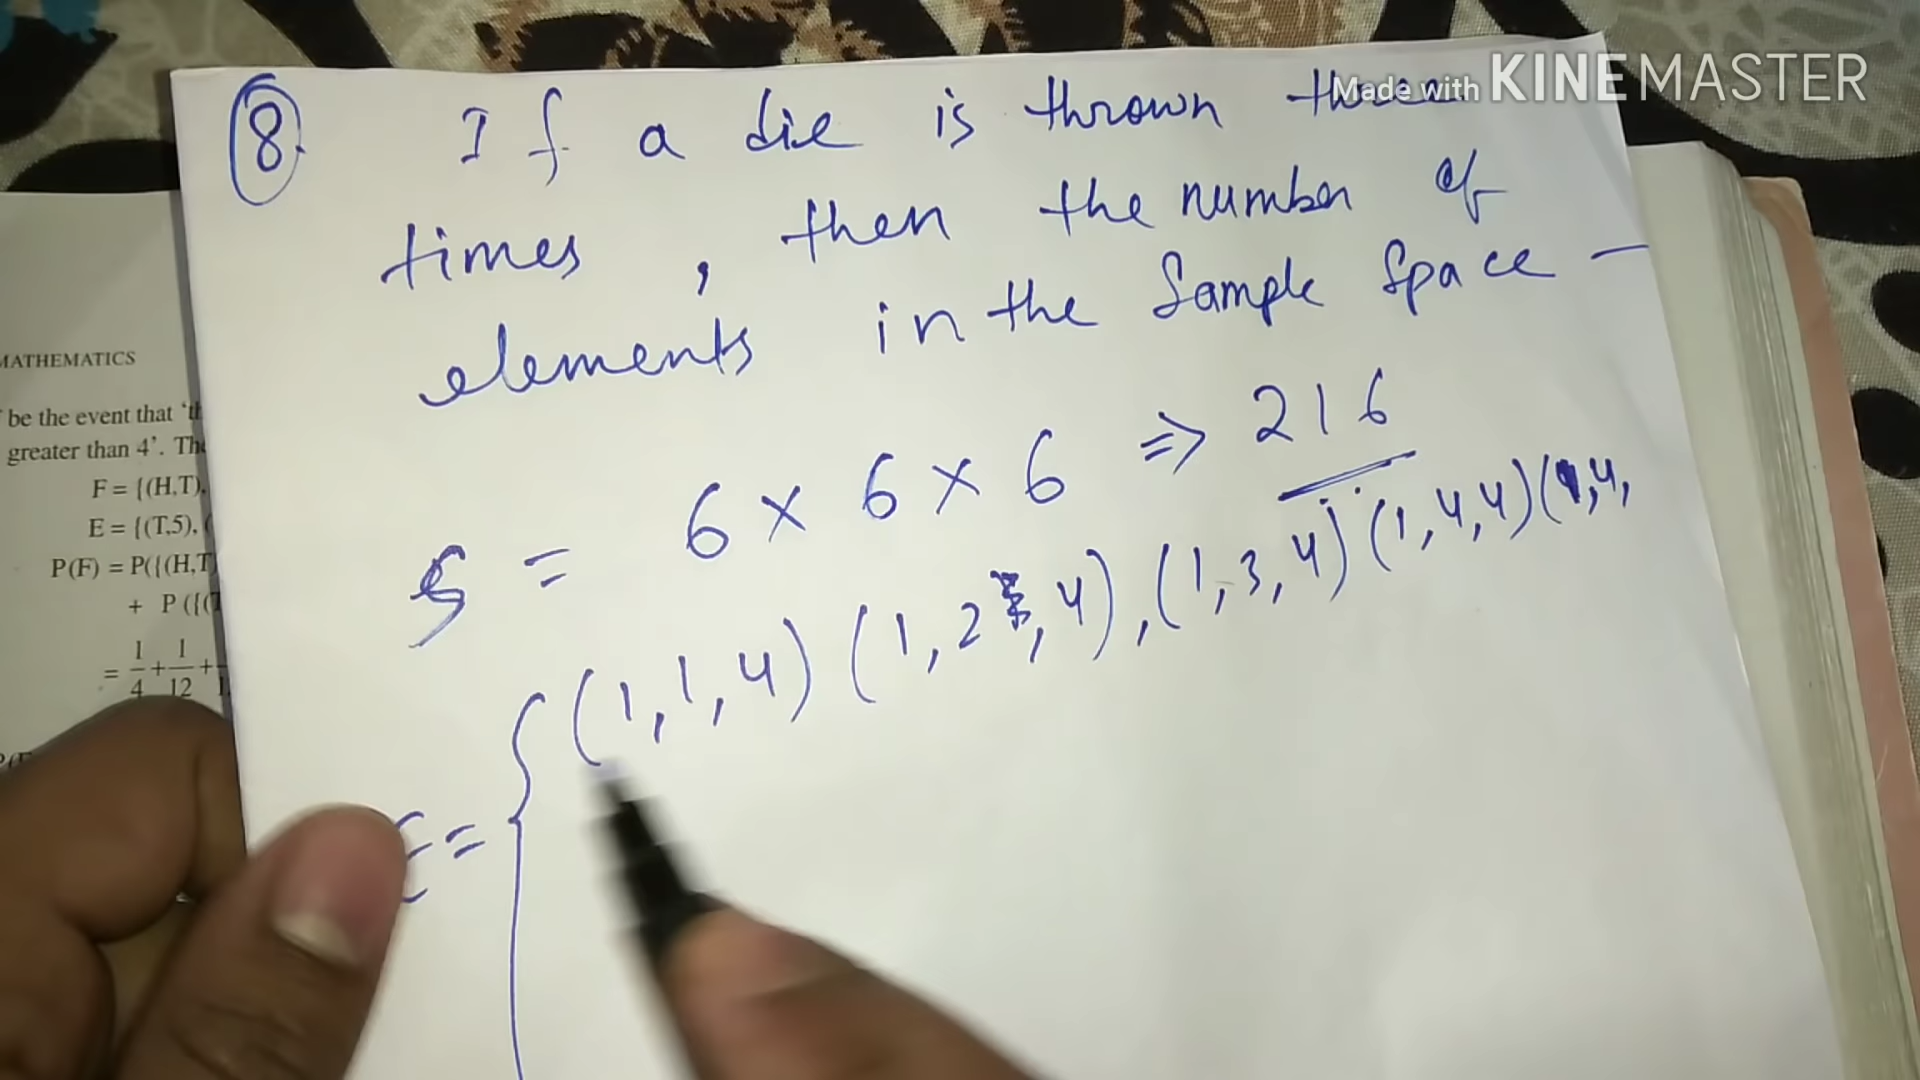 Made with KINEMASTER
8. If a die is thrown three
times, then the number of
elements in the Sample Space —
S = 6 × 6 × 6 ⇒ 216
E = { (1,1,4) (1,2,4), (1,3,4) (1,4,4) (1,4,
MATHEMATICS
be the event that
greater than 4'.
F = {(H,T),
E = {(T,5),
P(F) = P({(H,T)
+ P ({(
= 1/4 + 1/12 +